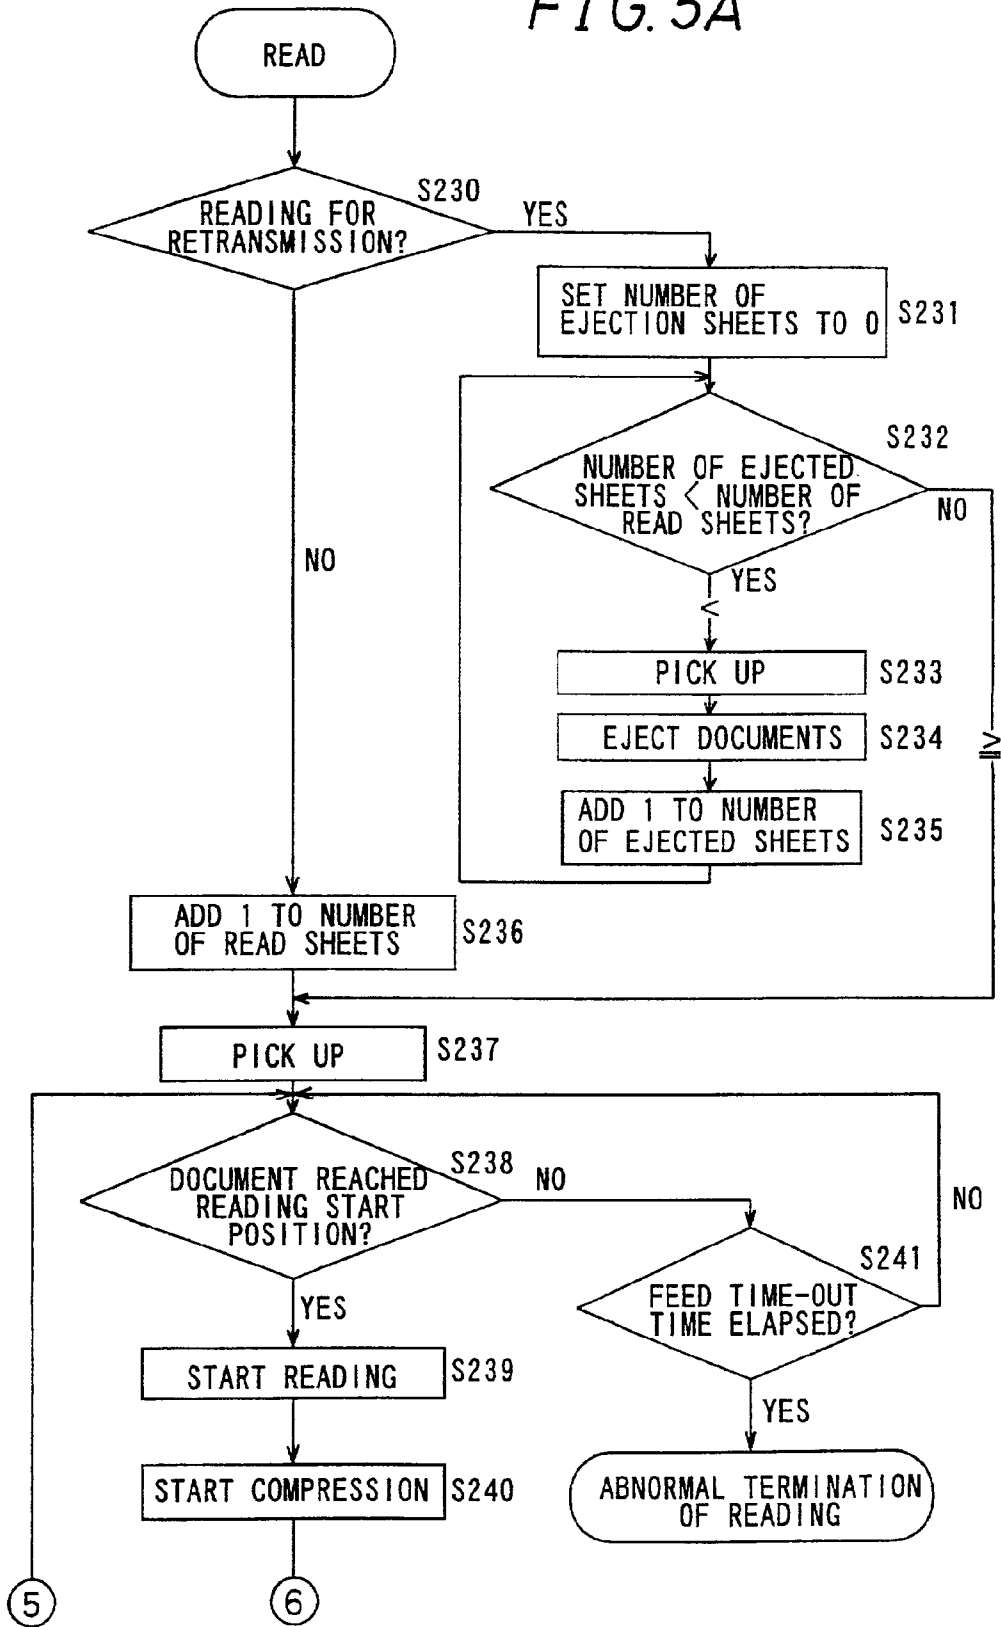 FIG. 5A
READ
S230
READING FOR
RETRANSMISSION?
YES
SET NUMBER OF
EJECTION SHEETS TO 0
S231
S232
NUMBER OF EJECTED
SHEETS < NUMBER OF
READ SHEETS?
NO
YES
<
NO
PICK UP
S233
EJECT DOCUMENTS
S234
≧
ADD 1 TO NUMBER
OF EJECTED SHEETS
S235
ADD 1 TO NUMBER
OF READ SHEETS
S236
PICK UP
S237
S238
DOCUMENT REACHED
READING START
POSITION?
NO
NO
S241
FEED TIME-OUT
TIME ELAPSED?
YES
START READING
S239
YES
START COMPRESSION
S240
ABNORMAL TERMINATION
OF READING
5
6